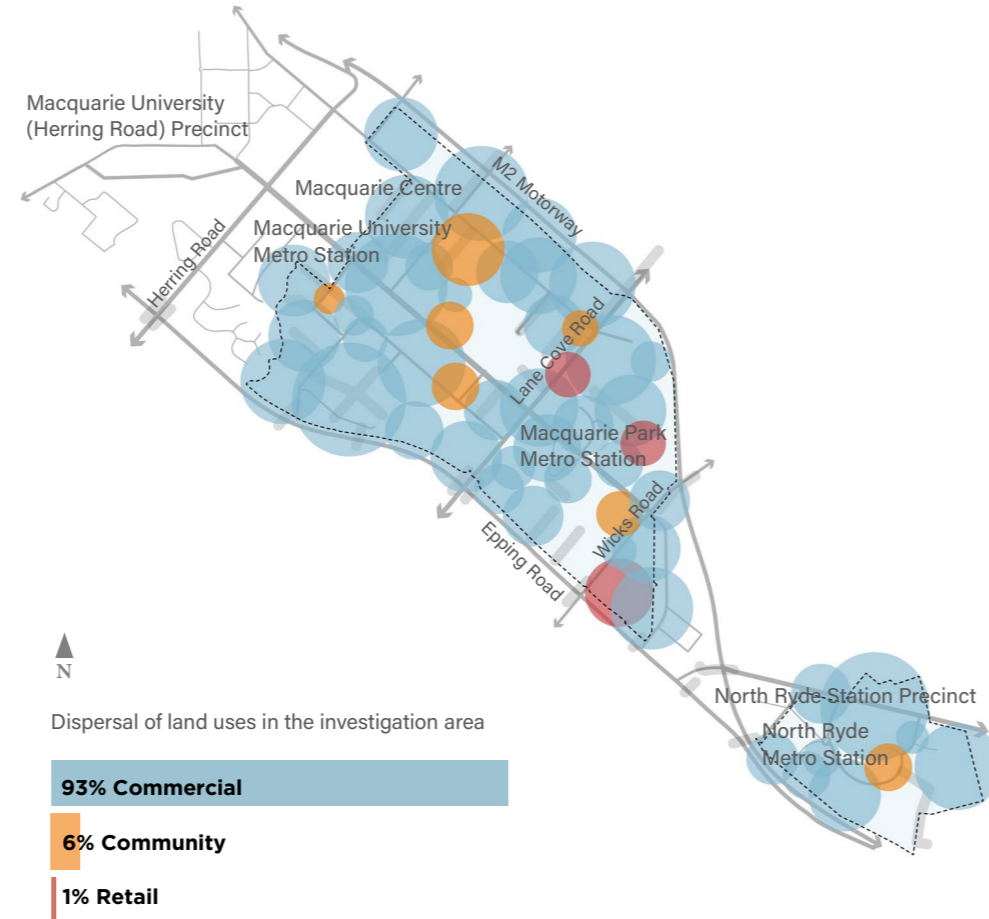 Macquarie University
(Herring Road) Precinct
Macquarie Centre
M2 Motorway
Macquarie University
Metro Station
Herring Road
Lane Cove Road
Macquarie Park
Metro Station
Wicks Road
Epping Road
N
North Ryde Station Precinct
North Ryde
Metro Station
Dispersal of land uses in the investigation area
93% Commercial
6% Community
1% Retail